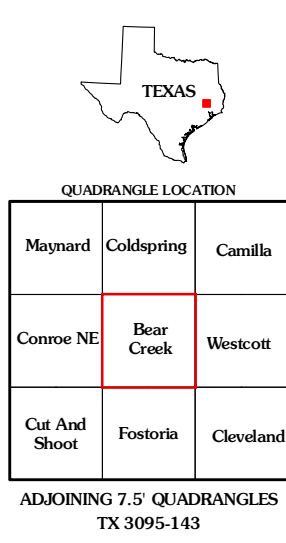 TEXAS
QUADRANGLE LOCATION
Maynard Coldspring Camilla
Conroe NE Bear Creek Westcott
Cut And Shoot Fostoria Cleveland
ADJOINING 7.5' QUADRANGLES
TX 3095-143